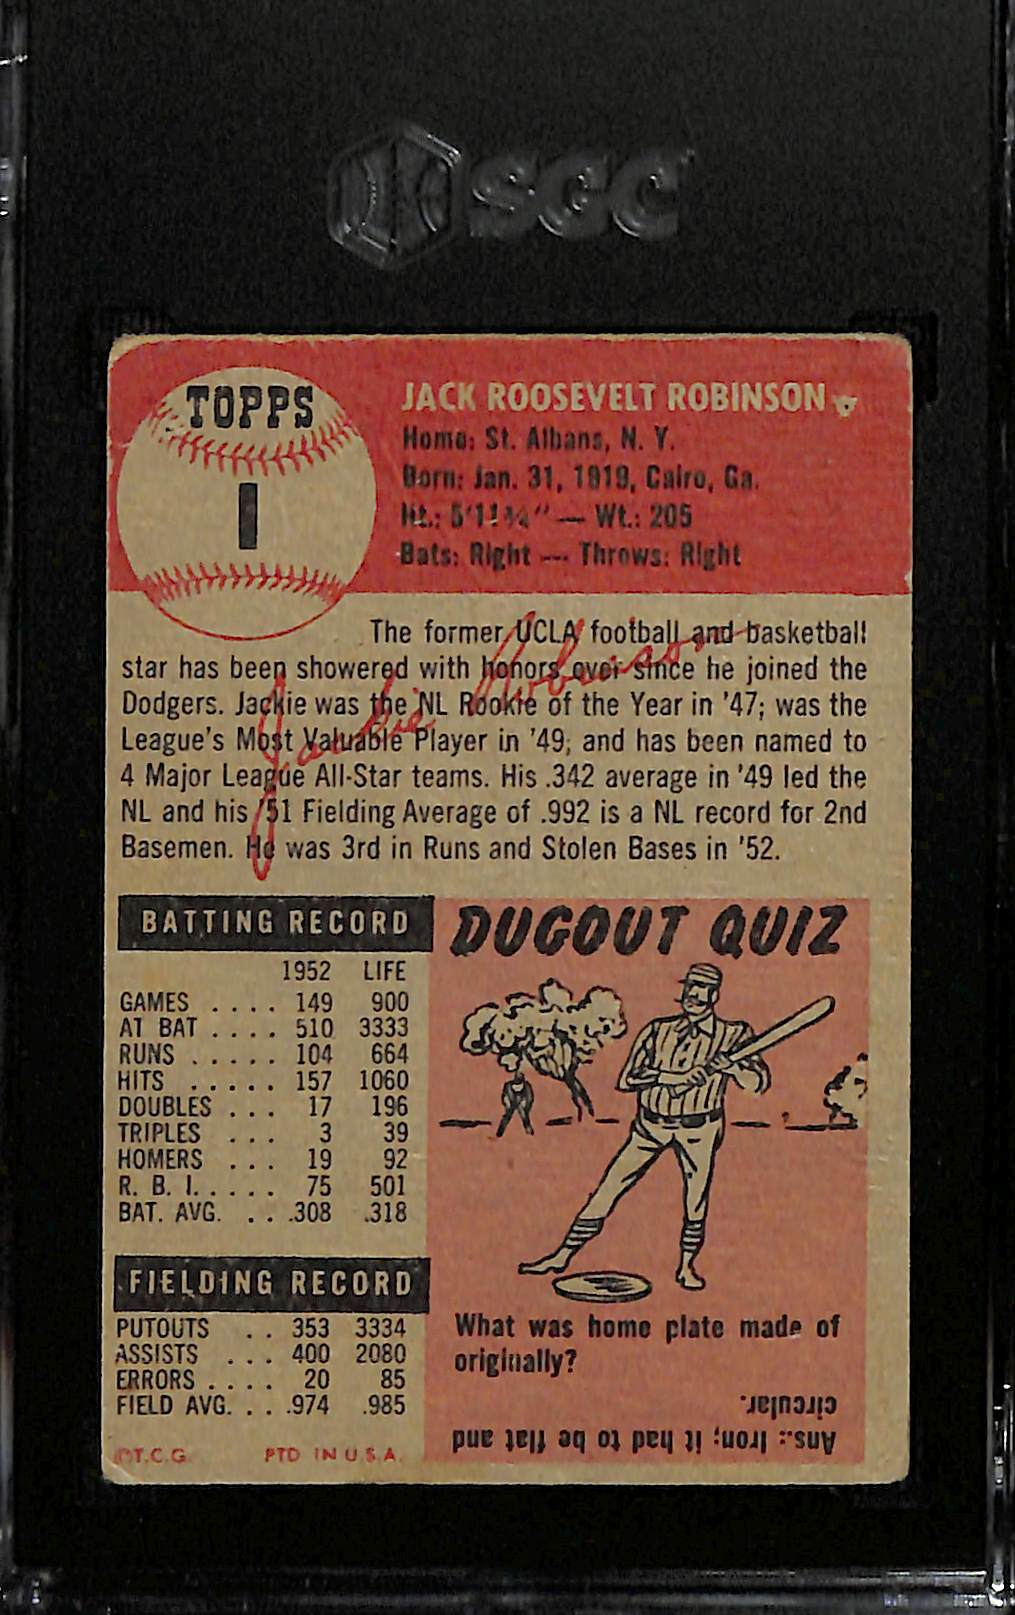 SGC
TOPPS
1
JACK ROOSEVELT ROBINSON
Home: St. Albans, N. Y.
Born: Jan. 31, 1919, Cairo, Ga.
Ht.: 5'11¾" — Wt.: 205
Bats: Right — Throws: Right
The former UCLA football and basketball
star has been showered with honors ever since he joined the
Dodgers. Jackie was the NL Rookie of the Year in '47; was the
League's Most Valuable Player in '49; and has been named to
4 Major League All-Star teams. His .342 average in '49 led the
NL and his '51 Fielding Average of .992 is a NL record for 2nd
Basemen. He was 3rd in Runs and Stolen Bases in '52.
Jackie Robinson
BATTING RECORD
1952 LIFE
GAMES .... 149 900
AT BAT .... 510 3333
RUNS ..... 104 664
HITS ..... 157 1060
DOUBLES ... 17 196
TRIPLES ... 3 39
HOMERS ... 19 92
R. B. I. .... 75 501
BAT. AVG. .. .308 .318
FIELDING RECORD
PUTOUTS .. 353 3334
ASSISTS ... 400 2080
ERRORS .... 20 85
FIELD AVG. .. .974 .985
©T.C.G. PTD IN U.S.A.
DUGOUT QUIZ
What was home plate made of
originally?
Ans.: Iron; it had to be flat and
circular.